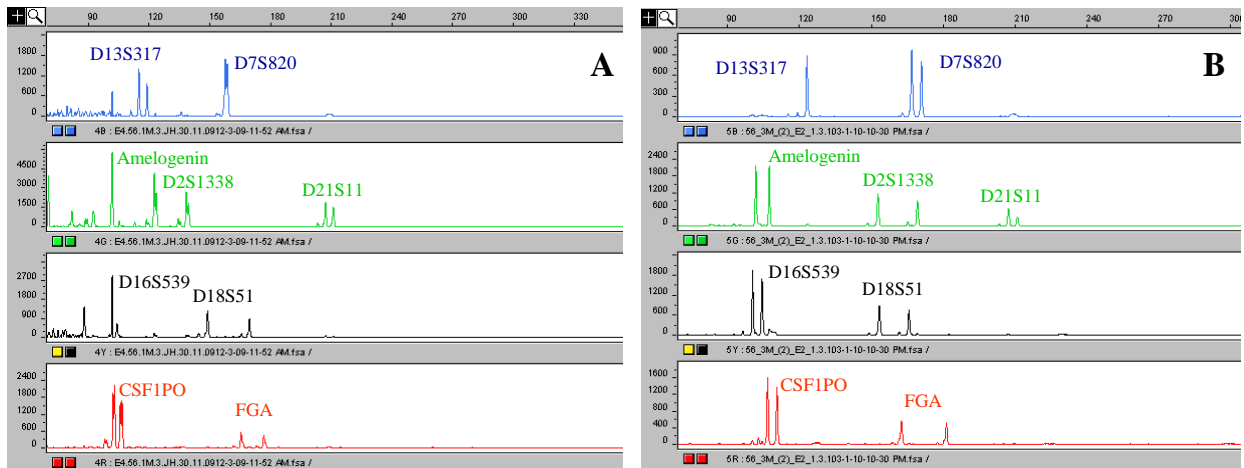 90 120 150 180 210 240 270 300 330
A
D13S317
D7S820
1800
1200
600
0
4B : E4.56.1M.3.JH.30.11.0912-3-09-11-52 AM.fsa /
Amelogenin
D2S1338
D21S11
4500
3000
1500
0
4G : E4.56.1M.3.JH.30.11.0912-3-09-11-52 AM.fsa /
D16S539
D18S51
2700
1800
900
0
4Y : E4.56.1M.3.JH.30.11.0912-3-09-11-52 AM.fsa /
CSF1PO
FGA
2400
1800
1200
600
0
4R : E4.56.1M.3.JH.30.11.0912-3-09-11-52 AM.fsa /
90 120 150 180 210 240 270 300
B
D13S317
D7S820
900
600
300
0
5B : 56_3M_(2)_E2_1.3.103-1-10-10-30 PM.fsa /
Amelogenin
D2S1338
D21S11
2400
1800
1200
600
0
5G : 56_3M_(2)_E2_1.3.103-1-10-10-30 PM.fsa /
D16S539
D18S51
1800
1200
600
0
5Y : 56_3M_(2)_E2_1.3.103-1-10-10-30 PM.fsa /
CSF1PO
FGA
1600
1200
800
400
0
5R : 56_3M_(2)_E2_1.3.103-1-10-10-30 PM.fsa /